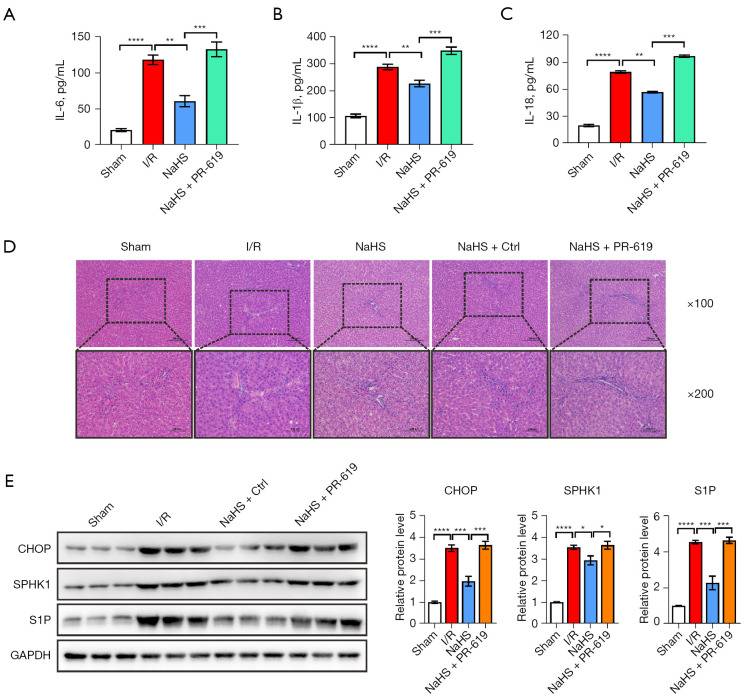 A
IL-6, pg/mL
150
100
50
0
**** ** ***
Sham
I/R
NaHS
NaHS + PR-619
B
IL-1β, pg/mL
400
300
200
100
0
**** ** ***
Sham
I/R
NaHS
NaHS + PR-619
C
IL-18, pg/mL
120
90
60
30
0
**** ** ***
Sham
I/R
NaHS
NaHS + PR-619
D
Sham I/R NaHS NaHS + Ctrl NaHS + PR-619
×100
×200
E
Sham I/R NaHS + Ctrl NaHS + PR-619
CHOP
SPHK1
S1P
GAPDH
CHOP
Relative protein level
5
4
3
2
1
0
**** *** ***
Sham
I/R
NaHS
NaHS + PR-619
SPHK1
Relative protein level
5
4
3
2
1
0
**** * *
Sham
I/R
NaHS
NaHS + PR-619
S1P
Relative protein level
6
4
2
0
**** *** ***
Sham
I/R
NaHS
NaHS + PR-619